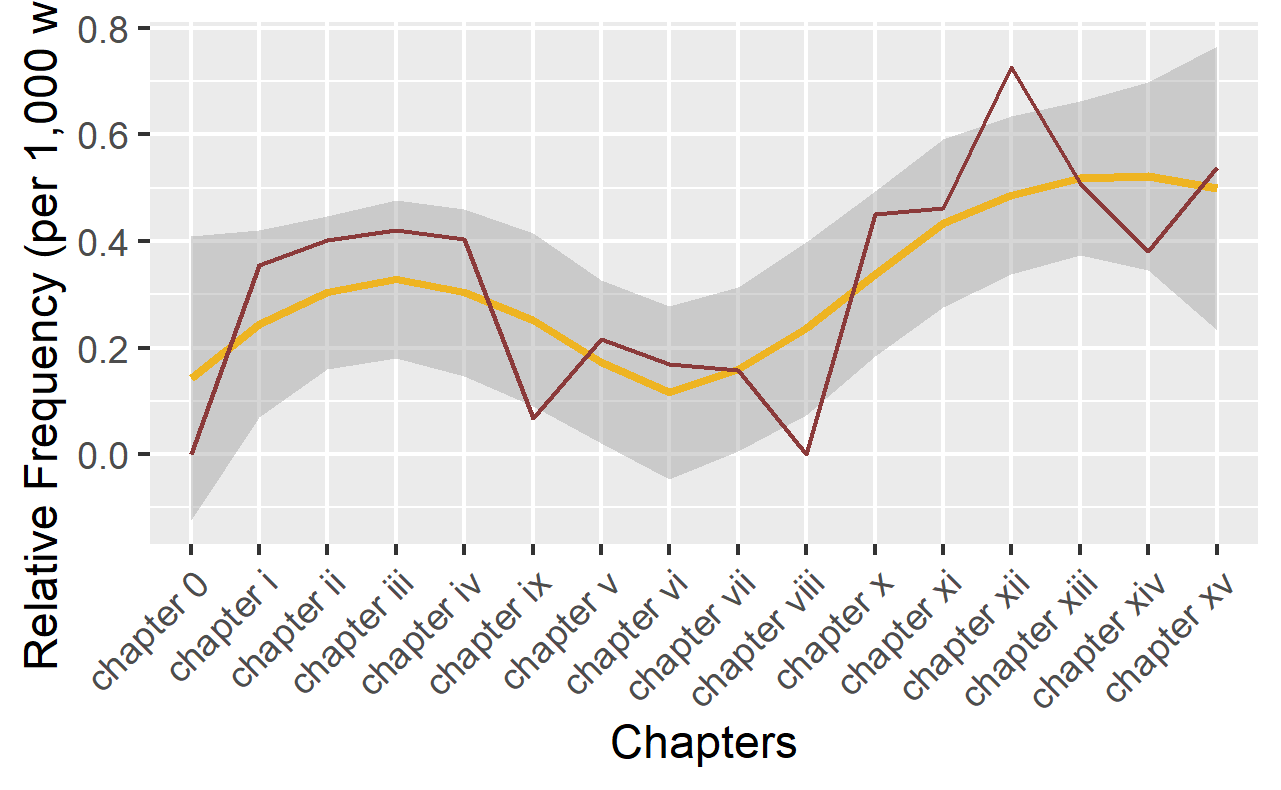 Relative Frequency (per 1,000 w
0.8
0.6
0.4
0.2
0.0
chapter 0
chapter i
chapter ii
chapter iii
chapter iv
chapter ix
chapter v
chapter vi
chapter vii
chapter viii
chapter x
chapter xi
chapter xii
chapter xiii
chapter xiv
chapter xv
Chapters